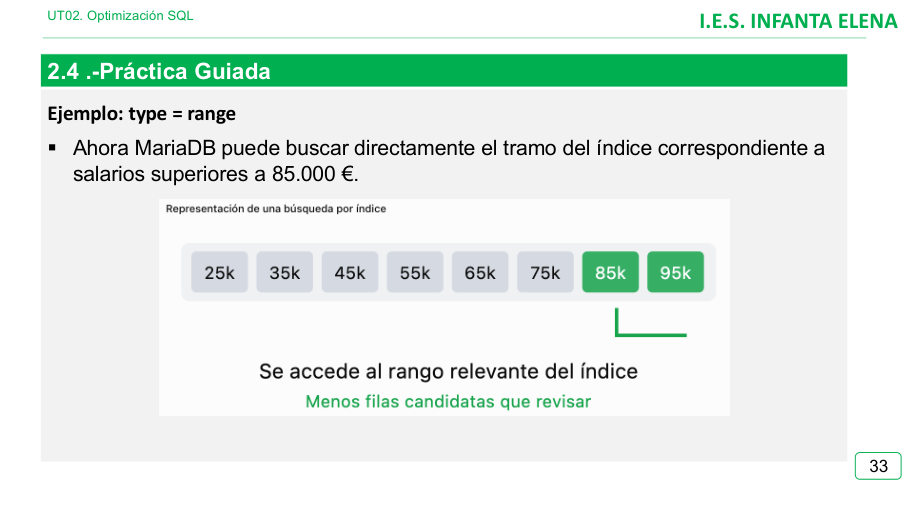 UT02. Optimización SQL
I.E.S. INFANTA ELENA
2.4 .-Práctica Guiada
Ejemplo: type = range
▪ Ahora MariaDB puede buscar directamente el tramo del índice correspondiente a
salarios superiores a 85.000 €.
Representación de una búsqueda por índice
25k 35k 45k 55k 65k 75k 85k 95k
Se accede al rango relevante del índice
Menos filas candidatas que revisar
33